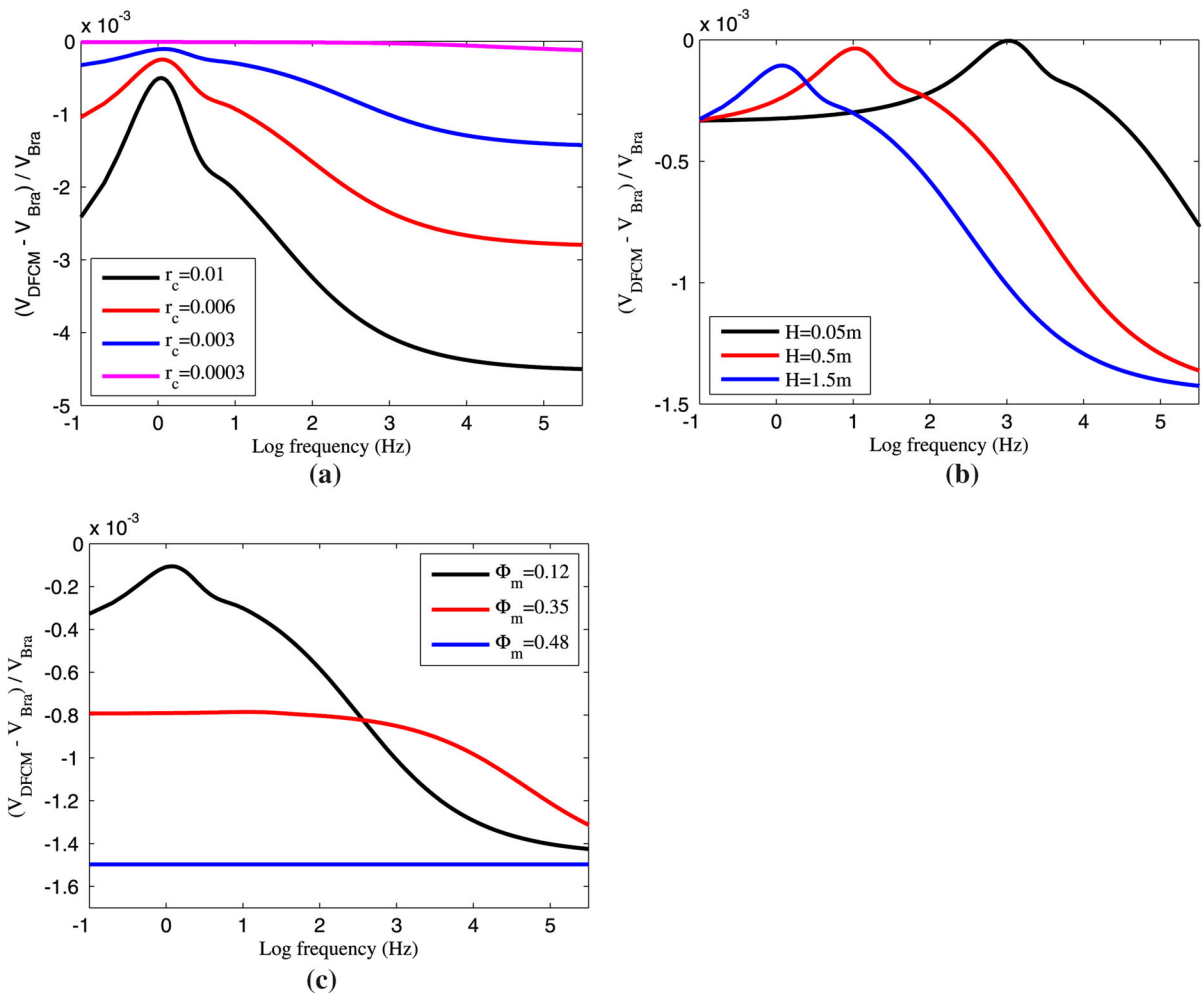 x 10⁻³
0
-1
-2
-3
-4
-5
(V_DFCM - V_Bra) / V_Bra
r_c=0.01
r_c=0.006
r_c=0.003
r_c=0.0003
-1 0 1 2 3 4 5
Log frequency (Hz)
(a)
x 10⁻³
0
-0.5
-1
-1.5
(V_DFCM - V_Bra) / V_Bra
H=0.05m
H=0.5m
H=1.5m
-1 0 1 2 3 4 5
Log frequency (Hz)
(b)
x 10⁻³
0
-0.2
-0.4
-0.6
-0.8
-1
-1.2
-1.4
-1.6
(V_DFCM - V_Bra) / V_Bra
Φ_m=0.12
Φ_m=0.35
Φ_m=0.48
-1 0 1 2 3 4 5
Log frequency (Hz)
(c)